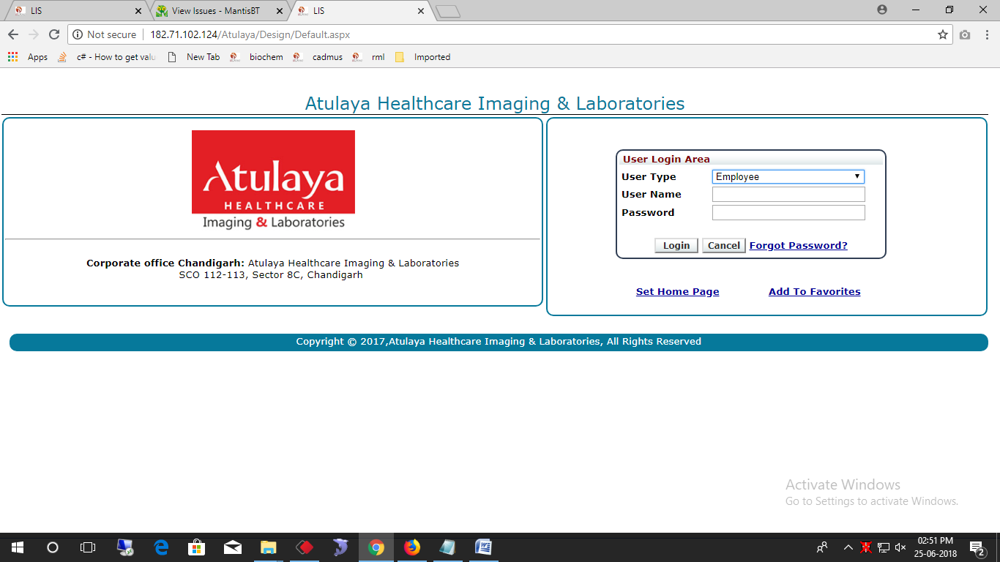 LIS
View Issues - MantisBT
LIS
Not secure
182.71.102.124/Atulaya/Design/Default.aspx
Apps
c# - How to get valu
New Tab
biochem
cadmus
rml
Imported
Atulaya Healthcare Imaging & Laboratories
Atulaya
HEALTHCARE
Imaging & Laboratories
Corporate office Chandigarh: Atulaya Healthcare Imaging & Laboratories
SCO 112-113, Sector 8C, Chandigarh
User Login Area
User Type Employee
User Name
Password
Login Cancel Forgot Password?
Set Home Page Add To Favorites
Copyright © 2017,Atulaya Healthcare Imaging & Laboratories, All Rights Reserved
Activate Windows
Go to Settings to activate Windows.
02:51 PM
25-06-2018
2